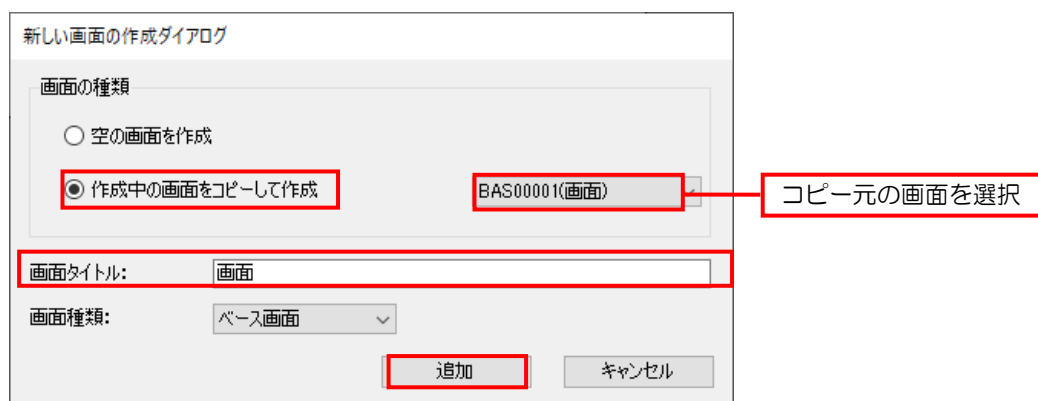 新しい画面の作成ダイアログ
画面の種類
空の画面を作成
作成中の画面をコピーして作成
BAS00001(画面)
コピー元の画面を選択
画面タイトル:
画面
画面種類:
ベース画面
追加
キャンセル